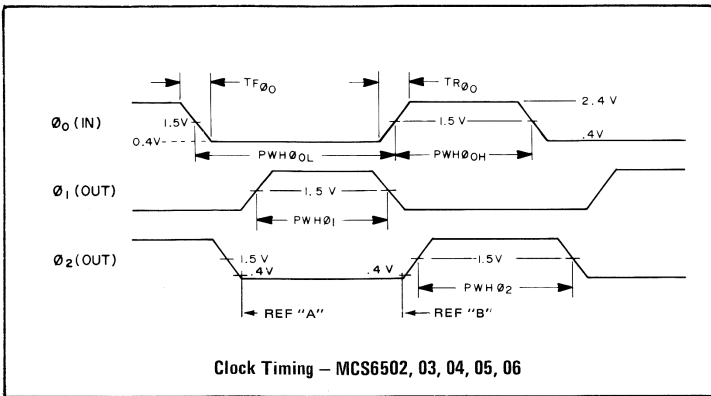 TFØ0
TRØ0
2.4 V
Ø0 (IN)
1.5V
1.5 V
0.4V
.4V
PWHØ0L
PWHØ0H
Ø1 (OUT)
1.5 V
PWHØ1
Ø2 (OUT)
1.5 V
.4V
.4 V
1.5V
PWHØ2
REF "A"
REF "B"
Clock Timing – MCS6502, 03, 04, 05, 06